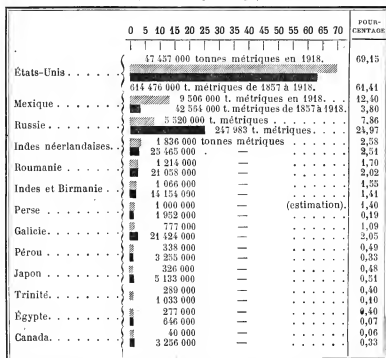 POUR-
CENTAGE
0 5 10 15 20 25 30 35 40 45 50 55 60 65 70
47 457 000 tonnes métriques en 1918. 69,15
États-Unis . . . . . . .
614 476 000 t. métriques de 1857 à 1918. 61,41
9 506 000 t. métriques en 1918. . . 12,40
Mexique . . . . . . . .
42 564 000 t. métriques de 1857 à 1918. 3,80
5 520 000 t. métriques . . . . . . 7,86
Russie . . . . . . . . .
247 983 t. métriques. . . . . 24,97
1 836 000 tonnes métriques . . . . . . 2,58
Indes néerlandaises. . .
25 465 000 . — . . . . . . 2,51
1 214 000 — . . . . . . 1,70
Roumanie . . . . . . .
21 058 000 — . . . . . . 2,02
1 066 000 — . . . . . . 1,55
Indes et Birmanie . . .
14 154 090 — . . . . . . 1,41
1 000 000 — (estimation). 1,40
Perse . . . . . . . . .
1 952 000 — . . . . . . 0,19
777 000 — . . . . . . 1,09
Galicie. . . . . . . . .
21 424 000 — . . . . . . 2,05
338 000 — . . . . . . 0,49
Pérou . . . . . . . . .
3 255 000 — . . . . . . 0,33
326 000 — . . . . . . 0,48
Japon . . . . . . . . .
5 133 000 — . . . . . . 0,51
289 000 — . . . . . . 0,40
Trinité. . . . . . . . .
1 033 000 — . . . . . . 0,10
277 000 — . . . . . . 0,40
Égypte. . . . . . . . .
646 000 — . . . . . . 0,07
40 000 — . . . . . . 0,06
Canada. . . . . . . . .
3 256 000 — . . . . . . 0,33